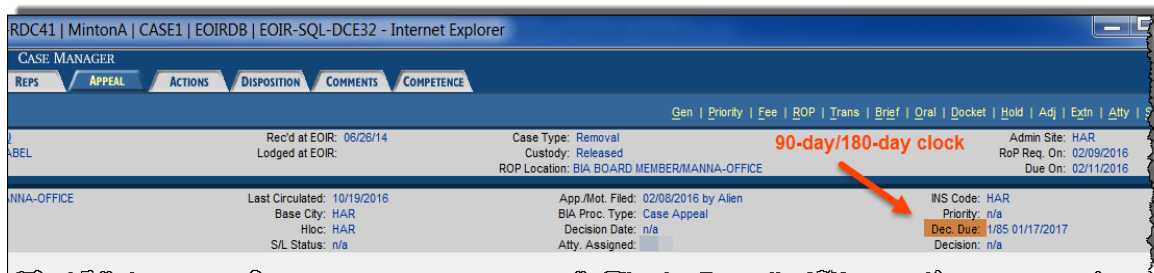 RDC41 | MintonA | CASE1 | EOIRDB | EOIR-SQL-DCE32 - Internet Explorer
CASE MANAGER
REPS APPEAL ACTIONS DISPOSITION COMMENTS COMPETENCE
Gen | Priority | Fee | ROP | Trans | Brief | Oral | Docket | Hold | Adj | Extn | Atty | S
Rec'd at EOIR: 06/26/14 Case Type: Removal 90-day/180-day clock Admin Site: HAR
ABEL Lodged at EOIR: Custody: Released RoP Req. On: 02/09/2016
ROP Location: BIA BOARD MEMBER/MANNA-OFFICE Due On: 02/11/2016
NNA-OFFICE Last Circulated: 10/19/2016 App./Mot. Filed: 02/08/2016 by Alien INS Code: HAR
Base City: HAR BIA Proc. Type: Case Appeal Priority: n/a
Hloc: HAR Decision Date: n/a Dec. Due: 1/85 01/17/2017
S/L Status: n/a Atty. Assigned: Decision: n/a